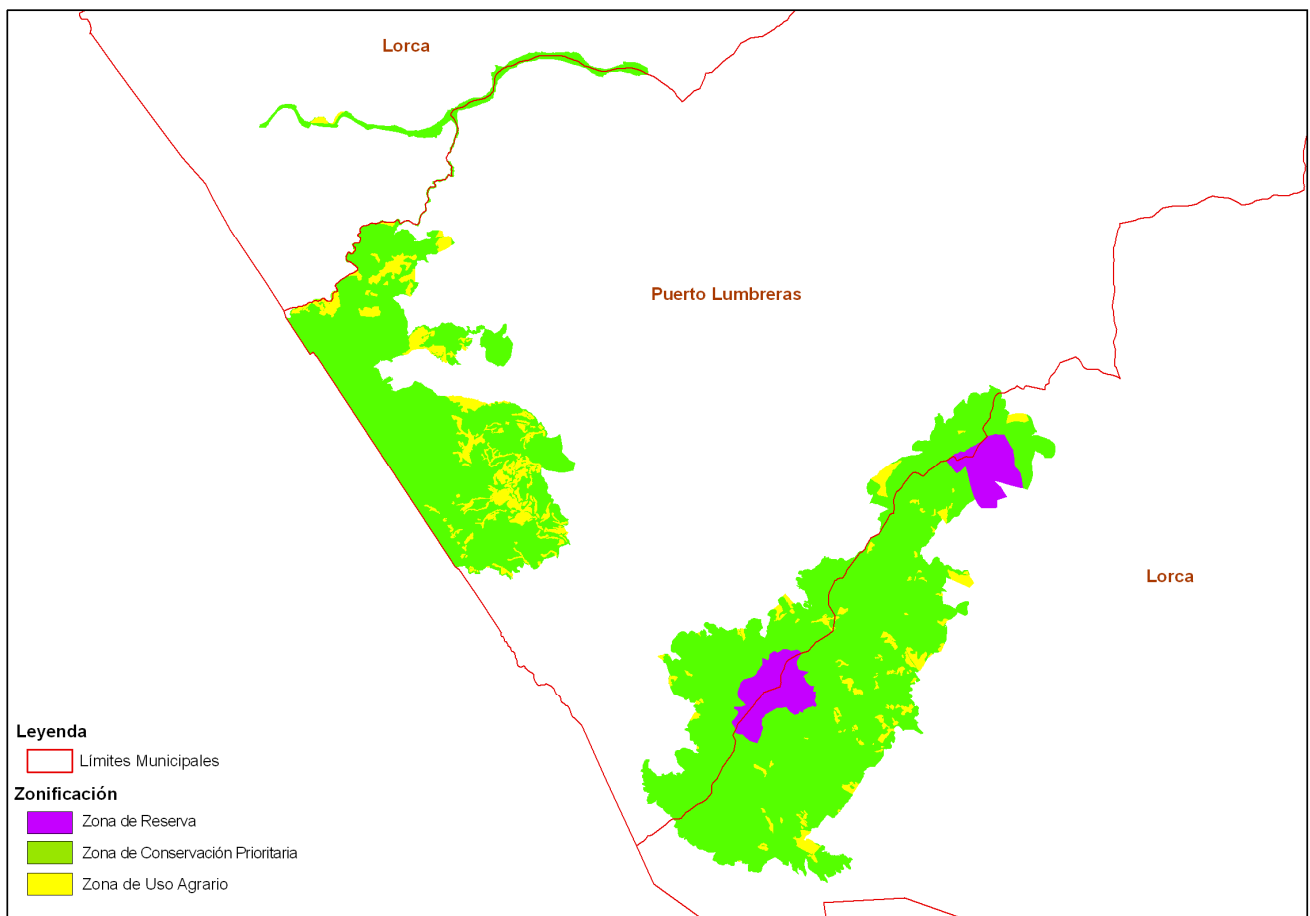 Lorca
Puerto Lumbreras
Lorca
Leyenda
Límites Municipales
Zonificación
Zona de Reserva
Zona de Conservación Prioritaria
Zona de Uso Agrario